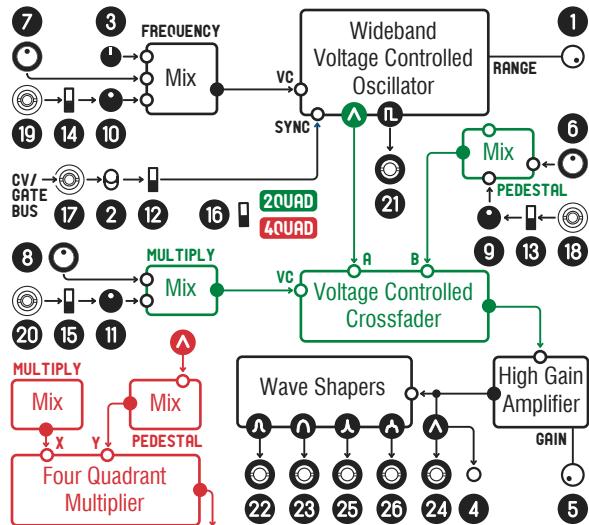 7
3
FREQUENCY
Mix
19
14
10
VC
Wideband
Voltage Controlled
Oscillator
RANGE
1
SYNC
21
CV/
GATE
BUS
17
2
12
16
2QUAD
4QUAD
6
Mix
PEDESTAL
9
13
18
8
MULTIPLY
Mix
20
15
11
VC
A
B
Voltage Controlled
Crossfader
MULTIPLY
Mix
Mix
X
Y
PEDESTAL
Four Quadrant
Multiplier
Wave Shapers
High Gain
Amplifier
GAIN
22
23
25
26
24
4
5